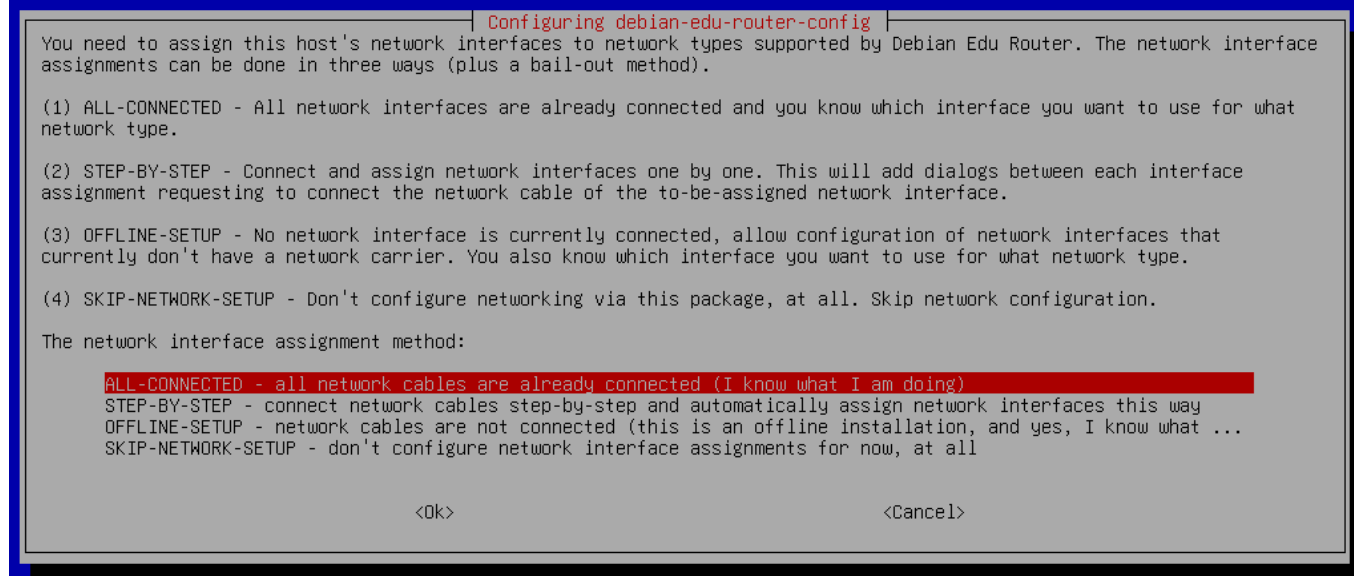 Configuring debian-edu-router-config
You need to assign this host's network interfaces to network types supported by Debian Edu Router. The network interface
assignments can be done in three ways (plus a bail-out method).
(1) ALL-CONNECTED - All network interfaces are already connected and you know which interface you want to use for what
network type.
(2) STEP-BY-STEP - Connect and assign network interfaces one by one. This will add dialogs between each interface
assignment requesting to connect the network cable of the to-be-assigned network interface.
(3) OFFLINE-SETUP - No network interface is currently connected, allow configuration of network interfaces that
currently don't have a network carrier. You also know which interface you want to use for what network type.
(4) SKIP-NETWORK-SETUP - Don't configure networking via this package, at all. Skip network configuration.
The network interface assignment method:
ALL-CONNECTED - all network cables are already connected (I know what I am doing)
STEP-BY-STEP - connect network cables step-by-step and automatically assign network interfaces this way
OFFLINE-SETUP - network cables are not connected (this is an offline installation, and yes, I know what ...
SKIP-NETWORK-SETUP - don't configure network interface assignments for now, at all
<Ok> <Cancel>